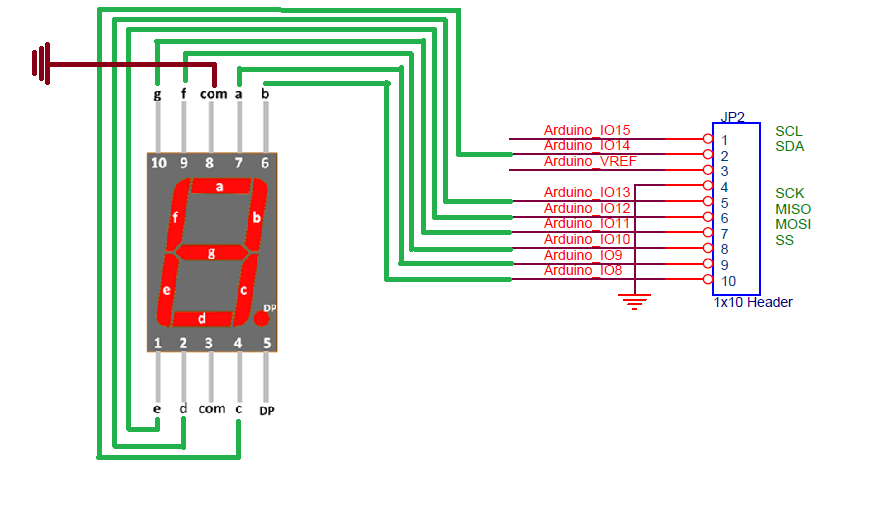 g f com a b
10 9 8 7 6
a
f b
g
e c
d
DP
1 2 3 4 5
e d com c DP
JP2
Arduino_IO15 1 SCL
Arduino_IO14 2 SDA
Arduino_VREF 3
4
Arduino_IO13 5 SCK
Arduino_IO12 6 MISO
Arduino_IO11 7 MOSI
Arduino_IO10 8 SS
Arduino_IO9 9
Arduino_IO8 10
1x10 Header